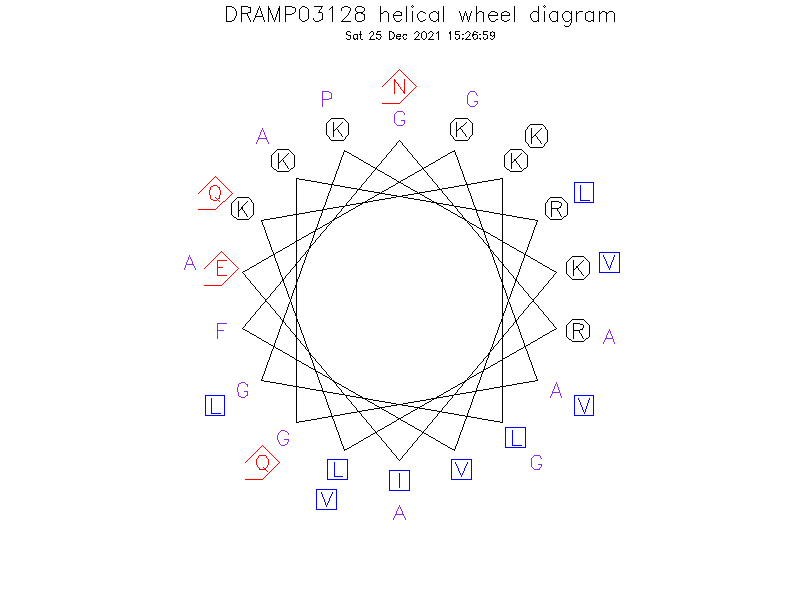 DRAMP03128 helical wheel diagram
Sat 25 Dec 2021 15:26:59
N
P G
G
A K K K
K K
Q K R L
A E K V
F R A
G A V
L
G L
Q L V G
I
V A